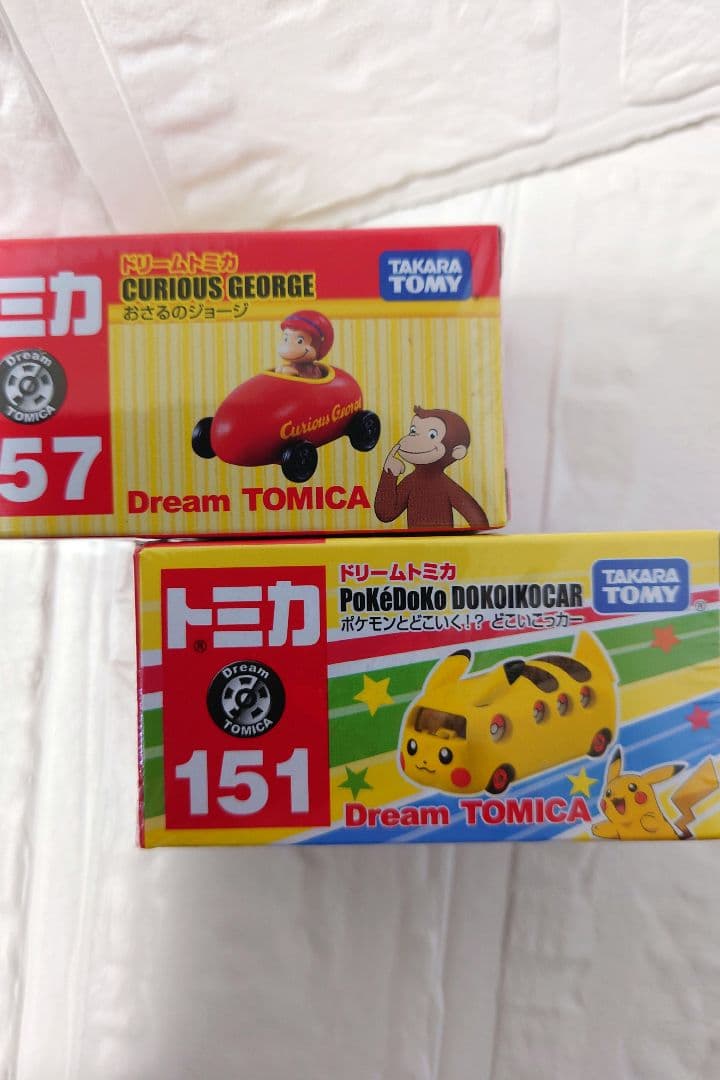 ミカ
Dream
TOMICA
57
ドリームトミカ
CURIOUS GEORGE
おさるのジョージ
TAKARA
TOMY
Curious George
Dream TOMICA
トミカ
®
Dream
TOMICA
151
ドリームトミカ
PoKéDoKo DOKOIKOCAR
ポケモンとどこいく!? どこいこっカー
TAKARA
TOMY
®
Dream TOMICA